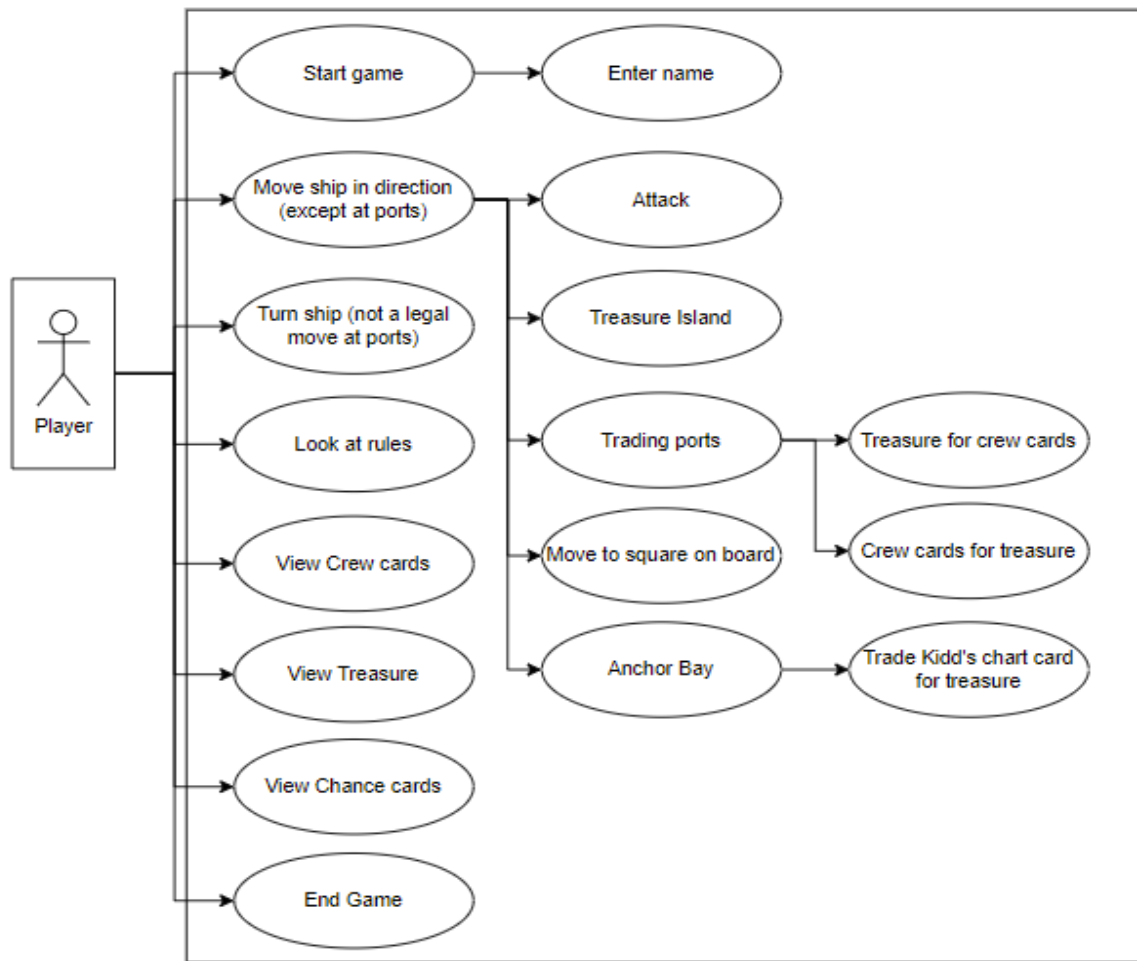 Start game
Enter name
Move ship in direction
(except at ports)
Attack
Turn ship (not a legal
move at ports)
Treasure Island
Player
Look at rules
Trading ports
Treasure for crew cards
View Crew cards
Move to square on board
Crew cards for treasure
View Treasure
Anchor Bay
Trade Kidd's chart card
for treasure
View Chance cards
End Game